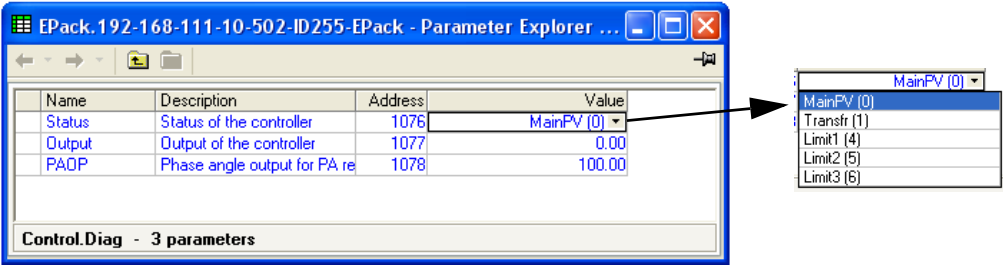 EPack.192-168-111-10-502-ID255-EPack - Parameter Explorer ...
Name Description Address Value
Status Status of the controller 1076 MainPV (0)
Output Output of the controller 1077 0.00
PAOP Phase angle output for PA re 1078 100.00
Control.Diag - 3 parameters
MainPV (0)
MainPV (0)
Transfr (1)
Limit1 (4)
Limit2 (5)
Limit3 (6)